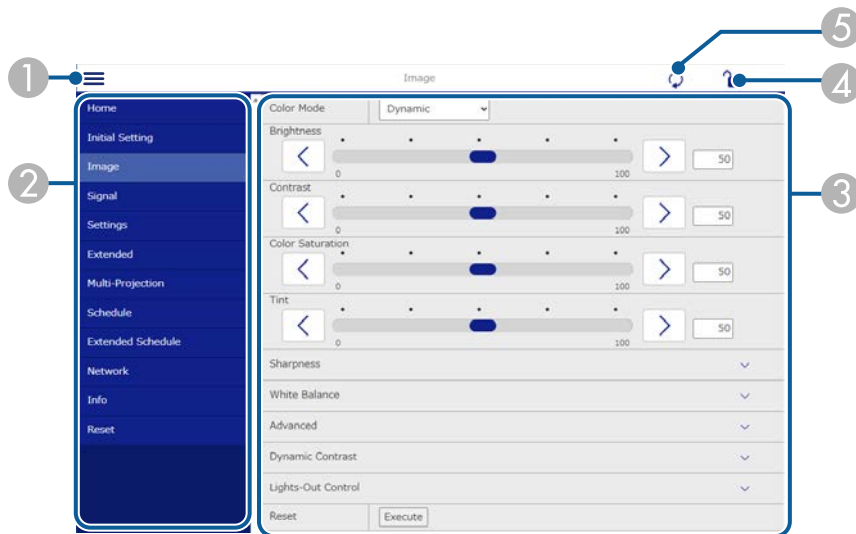 5
1
Image
4
Home
Initial Setting
Image
Signal
Settings
Extended
Multi-Projection
Schedule
Extended Schedule
Network
Info
Reset
2
Color Mode Dynamic
Brightness
0 100 50
Contrast
0 100 50
Color Saturation
0 100 50
Tint
0 100 50
Sharpness
White Balance
Advanced
Dynamic Contrast
Lights-Out Control
Reset Execute
3